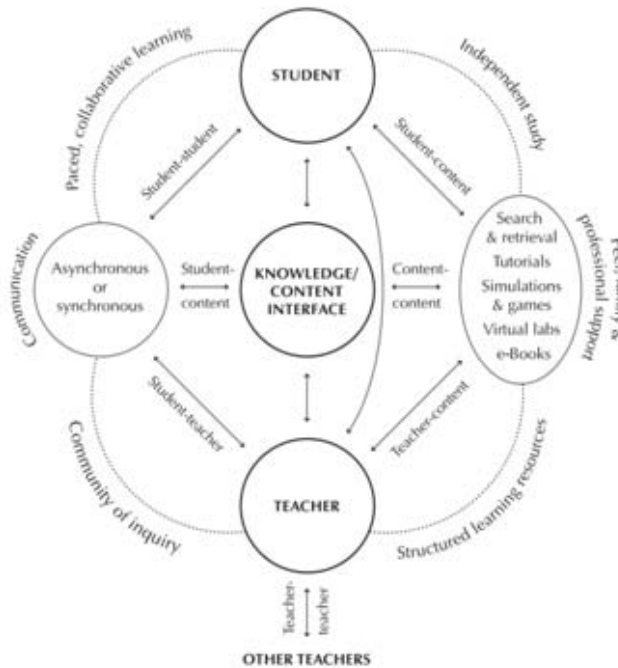 STUDENT
Paced, collaborative learning
Independent study
Student-student
Student-content
Communication
Asynchronous
or
synchronous
Student-
content
KNOWLEDGE/
CONTENT
INTERFACE
Content-
content
Search
& retrieval
Tutorials
Simulations
& games
Virtual labs
e-Books
professional support
Student-teacher
Teacher-content
Community of inquiry
TEACHER
Structured learning resources
Teacher-
teacher
OTHER TEACHERS